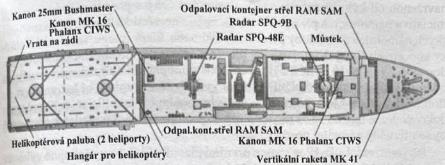 Kanon 25mm Bushmaster
Kanon MK 16
Phalanx CIWS
Vrata na zádi
Odpalovací kontejner střel RAM SAM
Radar SPQ-9B
Radar SPQ-48E
Můstek
Helikoptérová paluba (2 heliporty)
Hangár pro helikoptéry
Odpal.kont.střel RAM SAM
Kanon MK 16 Phalanx CIWS
Vertikální raketa MK 41